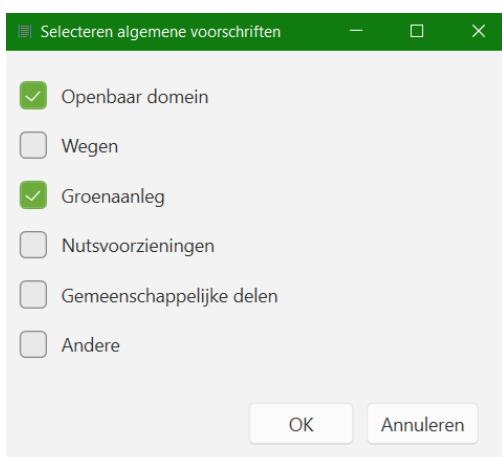 Selecteren algemene voorschriften
Openbaar domein
Wegen
Groenaanleg
Nutsvoorzieningen
Gemeenschappelijke delen
Andere
OK Annuleren